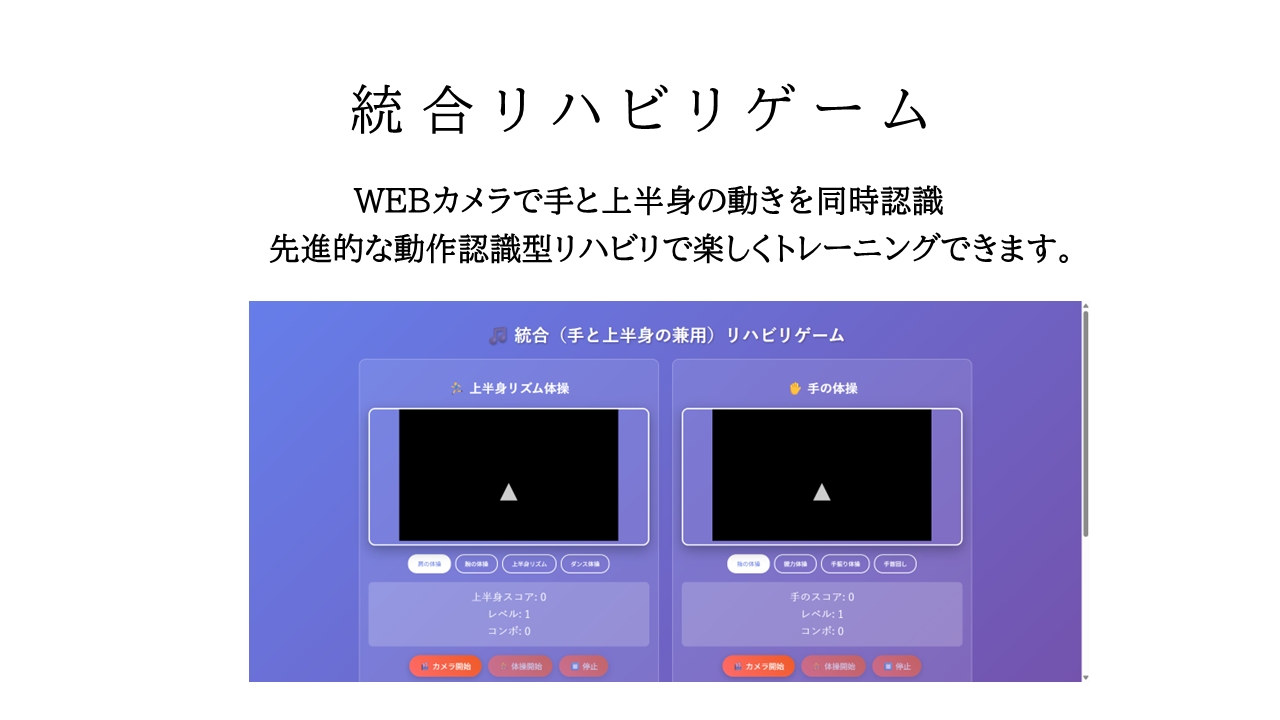 統合リハビリゲーム
WEBカメラで手と上半身の動きを同時認識
先進的な動作認識型リハビリで楽しくトレーニングできます。
🎵 統合（手と上半身の兼用）リハビリゲーム
上半身リズム体操
肩の体操 腕の体操 上半身リズム ダンス体操
上半身スコア: 0
レベル: 1
コンボ: 0
カメラ開始 体操開始 停止
✋ 手の体操
指の体操 握力体操 手振り体操 手首回し
手のスコア: 0
レベル: 1
コンボ: 0
カメラ開始 体操開始 停止